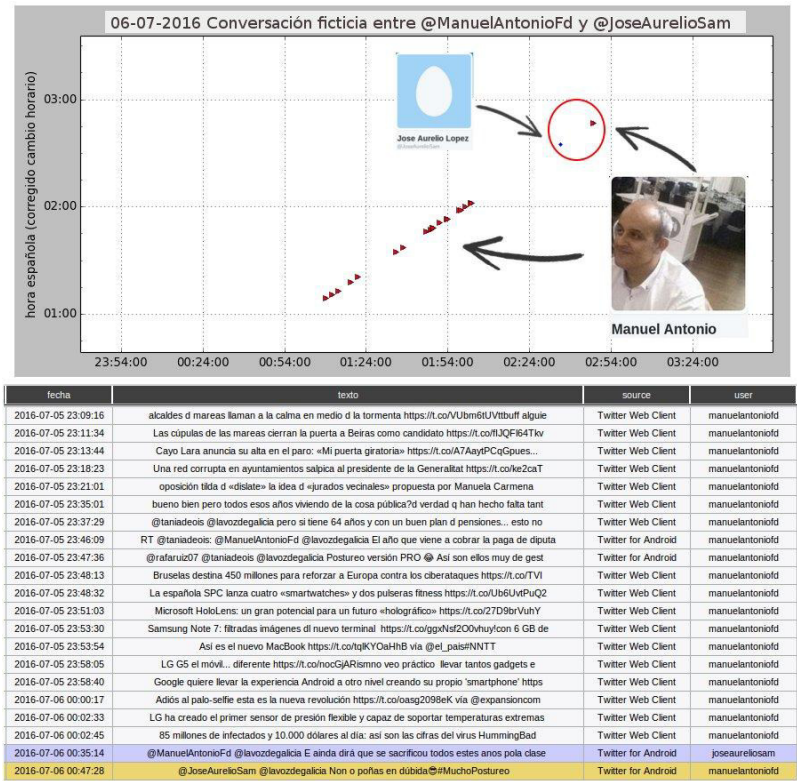 06-07-2016 Conversación ficticia entre @ManuelAntonioFd y @JoseAurelioSam
hora española (corregido cambio horario)
03:00
02:00
01:00
Jose Aurelio Lopez
@JoseAurelioSam
Manuel Antonio
23:54:00 00:24:00 00:54:00 01:24:00 01:54:00 02:24:00 02:54:00 03:24:00
fecha texto source user
2016-07-05 23:09:16 alcaldes d mareas llaman a la calma en medio d la tormenta https://t.co/VUbm6tUVttbuff alguie Twitter Web Client manuelantoniofd
2016-07-05 23:11:34 Las cúpulas de las mareas cierran la puerta a Beiras como candidato https://t.co/flJQFl64Tkv Twitter Web Client manuelantoniofd
2016-07-05 23:13:44 Cayo Lara anuncia su alta en el paro: «Mi puerta giratoria» https://t.co/A7AaytPCqGpues... Twitter Web Client manuelantoniofd
2016-07-05 23:18:23 Una red corrupta en ayuntamientos salpica al presidente de la Generalitat https://t.co/ke2caT Twitter Web Client manuelantoniofd
2016-07-05 23:21:01 oposición tilda d «dislate» la idea d «jurados vecinales» propuesta por Manuela Carmena Twitter Web Client manuelantoniofd
2016-07-05 23:35:01 bueno bien pero todos esos años viviendo de la cosa pública?d verdad q han hecho falta tant Twitter Web Client manuelantoniofd
2016-07-05 23:37:29 @taniadeois @lavozdegalicia pero si tiene 64 años y con un buen plan d pensiones... esto no Twitter Web Client manuelantoniofd
2016-07-05 23:46:09 RT @taniadeois: @ManuelAntonioFd @lavozdegalicia El año que viene a cobrar la paga de diputa Twitter for Android manuelantoniofd
2016-07-05 23:47:36 @rafaruiz07 @taniadeois @lavozdegalicia Postureo versión PRO 😂 Asi son ellos muy de gest Twitter for Android manuelantoniofd
2016-07-05 23:48:13 Bruselas destina 450 millones para reforzar a Europa contra los ciberataques https://t.co/TVl Twitter Web Client manuelantoniofd
2016-07-05 23:48:32 La española SPC lanza cuatro «smartwatches» y dos pulseras fitness https://t.co/Ub6UvtPuQ2 Twitter Web Client manuelantoniofd
2016-07-05 23:51:03 Microsoft HoloLens: un gran potencial para un futuro «holográfico» https://t.co/27D9brVuhY Twitter Web Client manuelantoniofd
2016-07-05 23:53:30 Samsung Note 7: filtradas imágenes dl nuevo terminal https://t.co/ggxNsf2O0vhuy!con 6 GB de Twitter Web Client manuelantoniofd
2016-07-05 23:53:54 Así es el nuevo MacBook https://t.co/tqlKYOaHhB vía @el_pais#NNTT Twitter Web Client manuelantoniofd
2016-07-05 23:58:05 LG G5 el móvil... diferente https://t.co/nocGjARismno veo práctico llevar tantos gadgets e Twitter Web Client manuelantoniofd
2016-07-05 23:58:40 Google quiere llevar la experiencia Android a otro nivel creando su propio 'smartphone' https Twitter Web Client manuelantoniofd
2016-07-06 00:00:17 Adiós al palo-selfie esta es la nueva revolución https://t.co/oasg2098eK vía @expansioncom Twitter Web Client manuelantoniofd
2016-07-06 00:02:33 LG ha creado el primer sensor de presión flexible y capaz de soportar temperaturas extremas Twitter Web Client manuelantoniofd
2016-07-06 00:02:45 85 millones de infectados y 10.000 dólares al día: así son las cifras del virus HummingBad Twitter Web Client manuelantoniofd
2016-07-06 00:35:14 @ManuelAntonioFd @lavozdegalicia E ainda dirá que se sacrificou todos estes anos pola clase Twitter for Android joseaureliosam
2016-07-06 00:47:28 @JoseAurelioSam @lavozdegalicia Non o poñas en dúbida😎#MuchoPostureo Twitter for Android manuelantoniofd